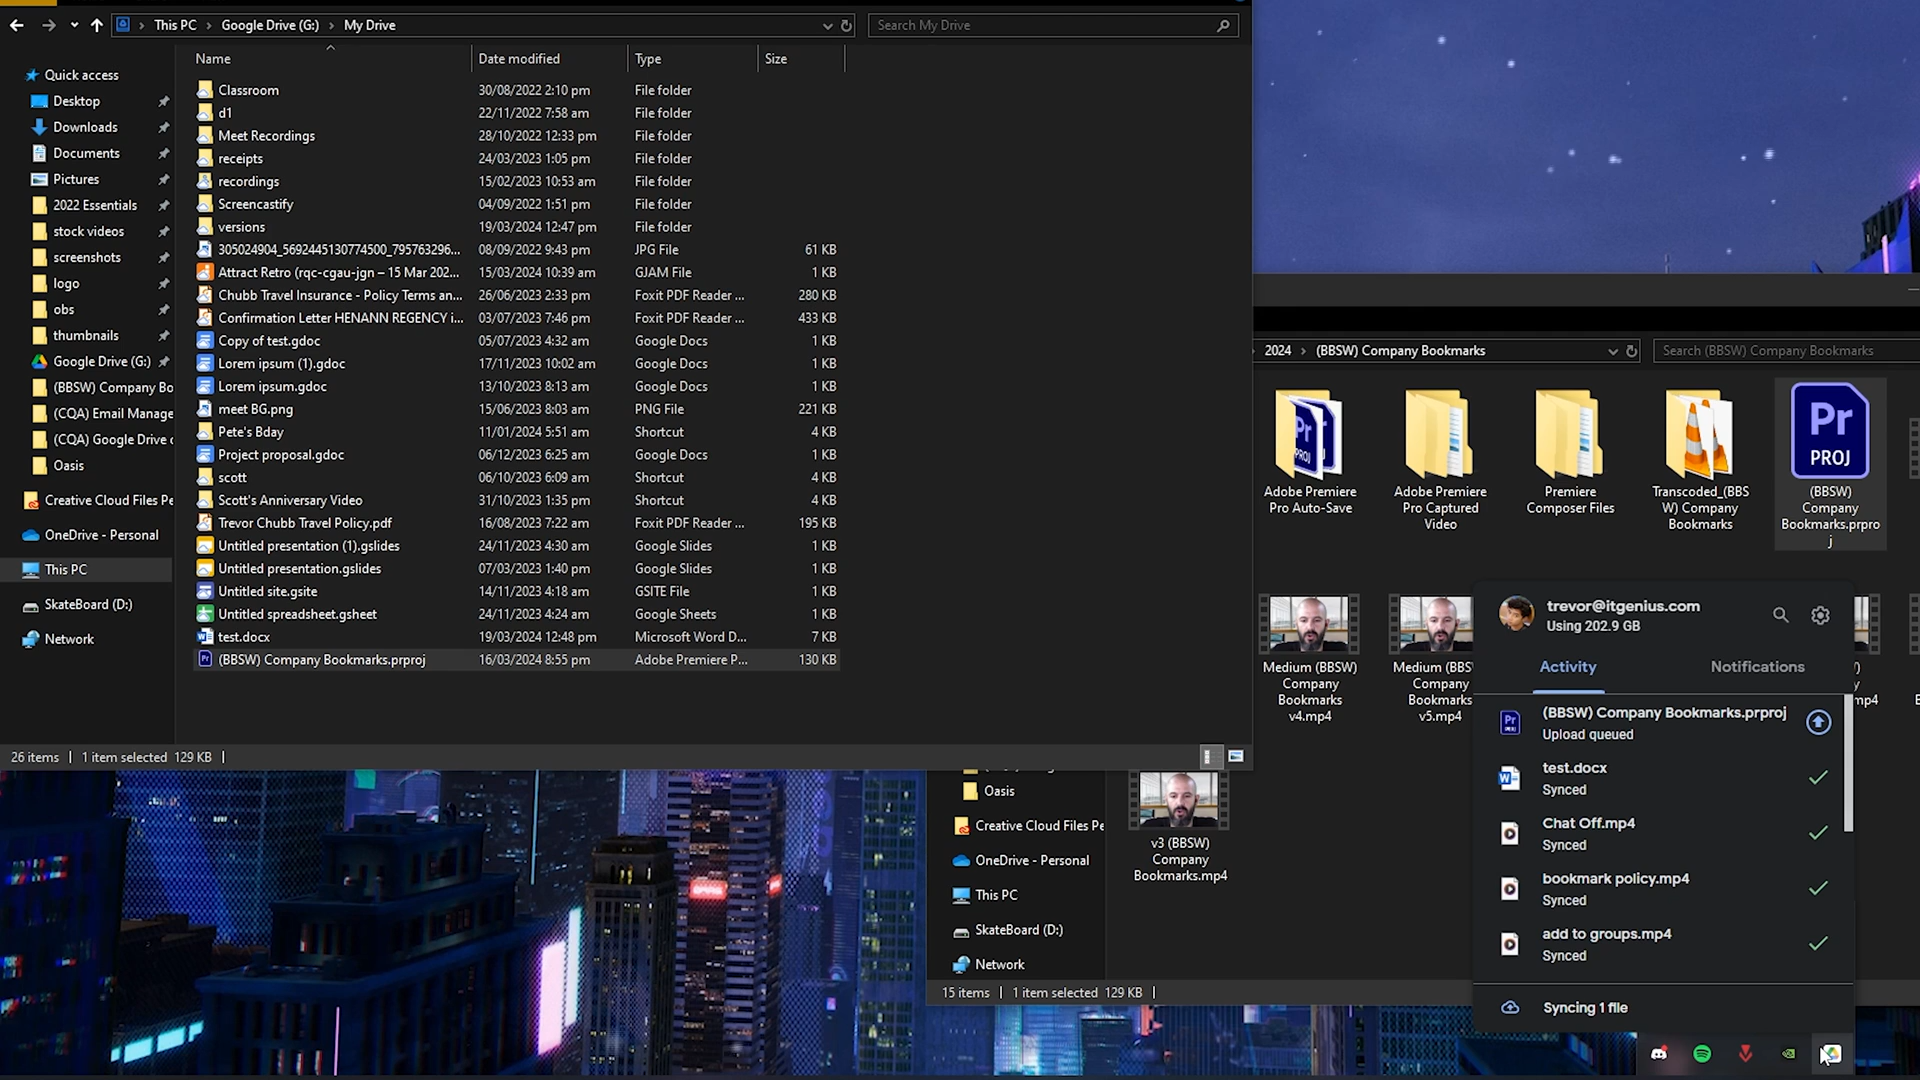 This PC > Google Drive (G:) > My Drive
Search My Drive
Name
Date modified
Type
Size
Quick access
Desktop
Downloads
Documents
Pictures
2022 Essentials
stock videos
screenshots
logo
obs
thumbnails
Google Drive (G:)
(BBSW) Company Bo
(CQA) Email Manage
(CQA) Google Drive
Oasis
Creative Cloud Files Pe
OneDrive - Personal
This PC
SkateBoard (D:)
Network
Classroom 30/08/2022 2:10 pm File folder
d1 22/11/2022 7:58 am File folder
Meet Recordings 28/10/2022 12:33 pm File folder
receipts 24/03/2023 1:05 pm File folder
recordings 15/02/2023 10:53 am File folder
Screencastify 04/09/2022 1:51 pm File folder
versions 19/03/2024 12:47 pm File folder
305024904_5692445130774500_795763296... 08/09/2022 9:43 pm JPG File 61 KB
Attract Retro (rqc-cgau-jgn – 15 Mar 202... 15/03/2024 10:39 am GJAM File 1 KB
Chubb Travel Insurance - Policy Terms an... 26/06/2023 2:33 pm Foxit PDF Reader ... 280 KB
Confirmation Letter HENANN REGENCY i... 03/07/2023 7:46 pm Foxit PDF Reader ... 433 KB
Copy of test.gdoc 05/07/2023 4:32 am Google Docs 1 KB
Lorem ipsum (1).gdoc 17/11/2023 10:02 am Google Docs 1 KB
Lorem ipsum.gdoc 13/10/2023 8:13 am Google Docs 1 KB
meet BG.png 15/06/2023 8:03 am PNG File 221 KB
Pete's Bday 11/01/2024 5:51 am Shortcut 4 KB
Project proposal.gdoc 06/12/2023 6:25 am Google Docs 1 KB
scott 06/10/2023 6:09 am Shortcut 4 KB
Scott's Anniversary Video 31/10/2023 1:35 pm Shortcut 4 KB
Trevor Chubb Travel Policy.pdf 16/08/2023 7:22 am Foxit PDF Reader ... 195 KB
Untitled presentation (1).gslides 24/11/2023 4:30 am Google Slides 1 KB
Untitled presentation.gslides 07/03/2023 1:40 pm Google Slides 1 KB
Untitled site.gsite 14/11/2023 4:18 am GSITE File 1 KB
Untitled spreadsheet.gsheet 24/11/2023 4:24 am Google Sheets 1 KB
test.docx 19/03/2024 12:48 pm Microsoft Word D... 7 KB
(BBSW) Company Bookmarks.prproj 16/03/2024 8:55 pm Adobe Premiere P... 130 KB
26 items | 1 item selected 129 KB |
2024 > (BBSW) Company Bookmarks
Search (BBSW) Company Bookmarks
Pr
PROJ
Pr
PROJ
Adobe Premiere
Pro Auto-Save
Adobe Premiere
Pro Captured
Video
Premiere
Composer Files
Transcoded_(BBS
W) Company
Bookmarks
(BBSW)
Company
Bookmarks.prpro
j
Medium (BBSW)
Company
Bookmarks
v4.mp4
Medium (BBS
Company
Bookmarks
v5.mp4
v3 (BBSW)
Company
Bookmarks.mp4
Oasis
Creative Cloud Files Pe
OneDrive - Personal
This PC
SkateBoard (D:)
Network
15 items | 1 item selected 129 KB |
trevor@itgenius.com
Using 202.9 GB
Activity
Notifications
Pr
(BBSW) Company Bookmarks.prproj
Upload queued
test.docx
Synced
Chat Off.mp4
Synced
bookmark policy.mp4
Synced
add to groups.mp4
Synced
Syncing 1 file